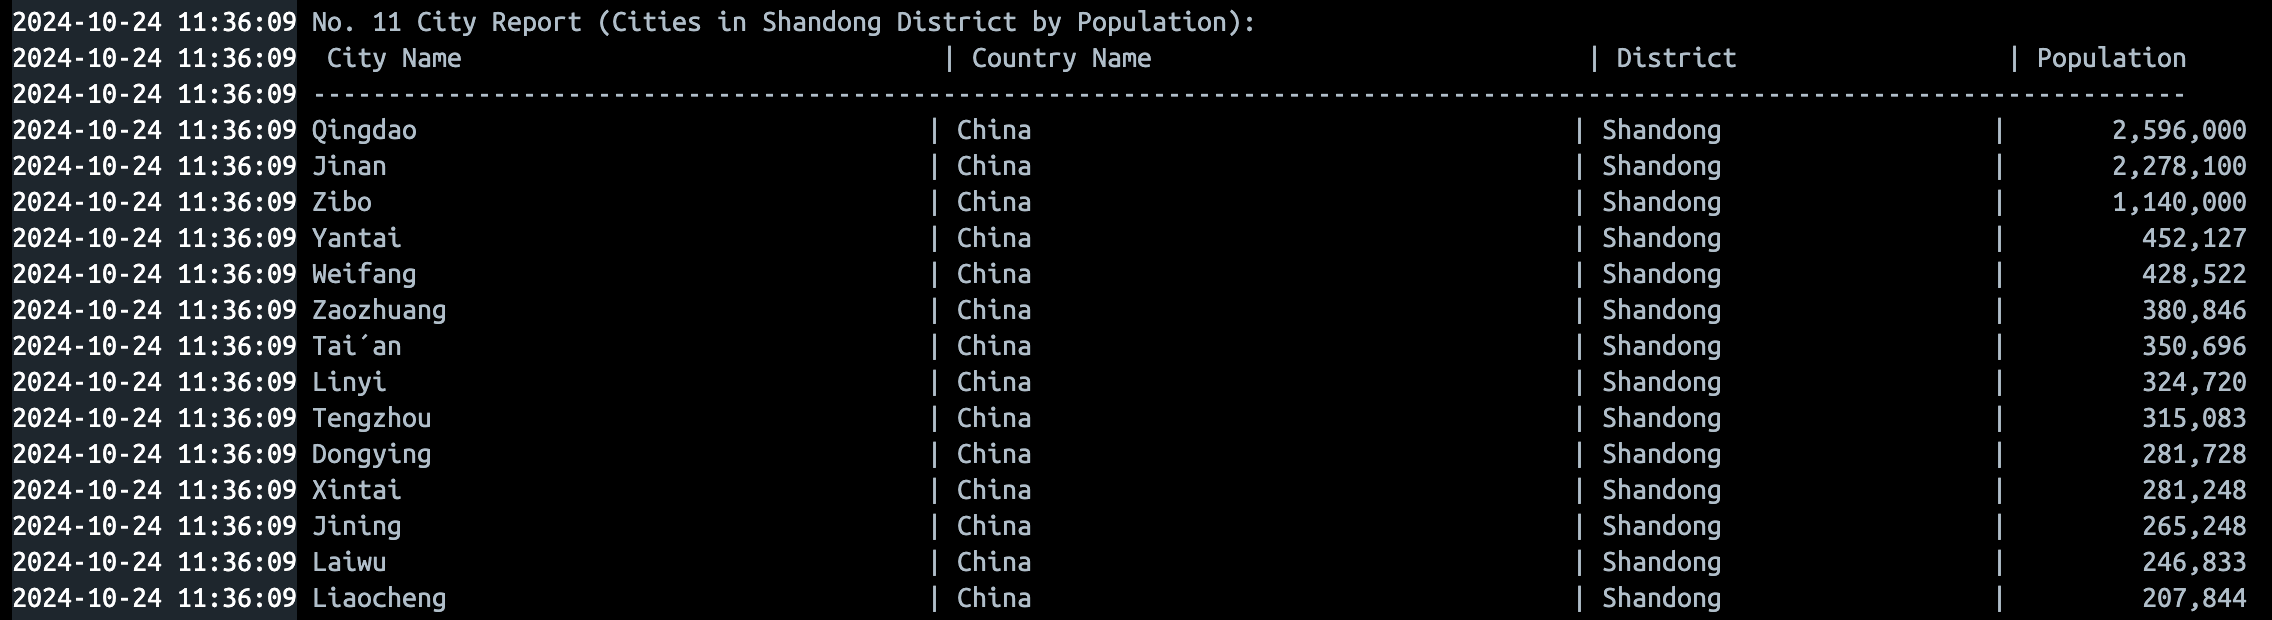 2024-10-24 11:36:09 No. 11 City Report (Cities in Shandong District by Population):
2024-10-24 11:36:09  City Name                                | Country Name                             | District                  | Population
2024-10-24 11:36:09 -----------------------------------------------------------------------------------------------------------------------------
2024-10-24 11:36:09 Qingdao                                  | China                                    | Shandong                  |       2,596,000
2024-10-24 11:36:09 Jinan                                    | China                                    | Shandong                  |       2,278,100
2024-10-24 11:36:09 Zibo                                     | China                                    | Shandong                  |       1,140,000
2024-10-24 11:36:09 Yantai                                   | China                                    | Shandong                  |         452,127
2024-10-24 11:36:09 Weifang                                  | China                                    | Shandong                  |         428,522
2024-10-24 11:36:09 Zaozhuang                                | China                                    | Shandong                  |         380,846
2024-10-24 11:36:09 Tai´an                                   | China                                    | Shandong                  |         350,696
2024-10-24 11:36:09 Linyi                                    | China                                    | Shandong                  |         324,720
2024-10-24 11:36:09 Tengzhou                                 | China                                    | Shandong                  |         315,083
2024-10-24 11:36:09 Dongying                                 | China                                    | Shandong                  |         281,728
2024-10-24 11:36:09 Xintai                                   | China                                    | Shandong                  |         281,248
2024-10-24 11:36:09 Jining                                   | China                                    | Shandong                  |         265,248
2024-10-24 11:36:09 Laiwu                                    | China                                    | Shandong                  |         246,833
2024-10-24 11:36:09 Liaocheng                                | China                                    | Shandong                  |         207,844